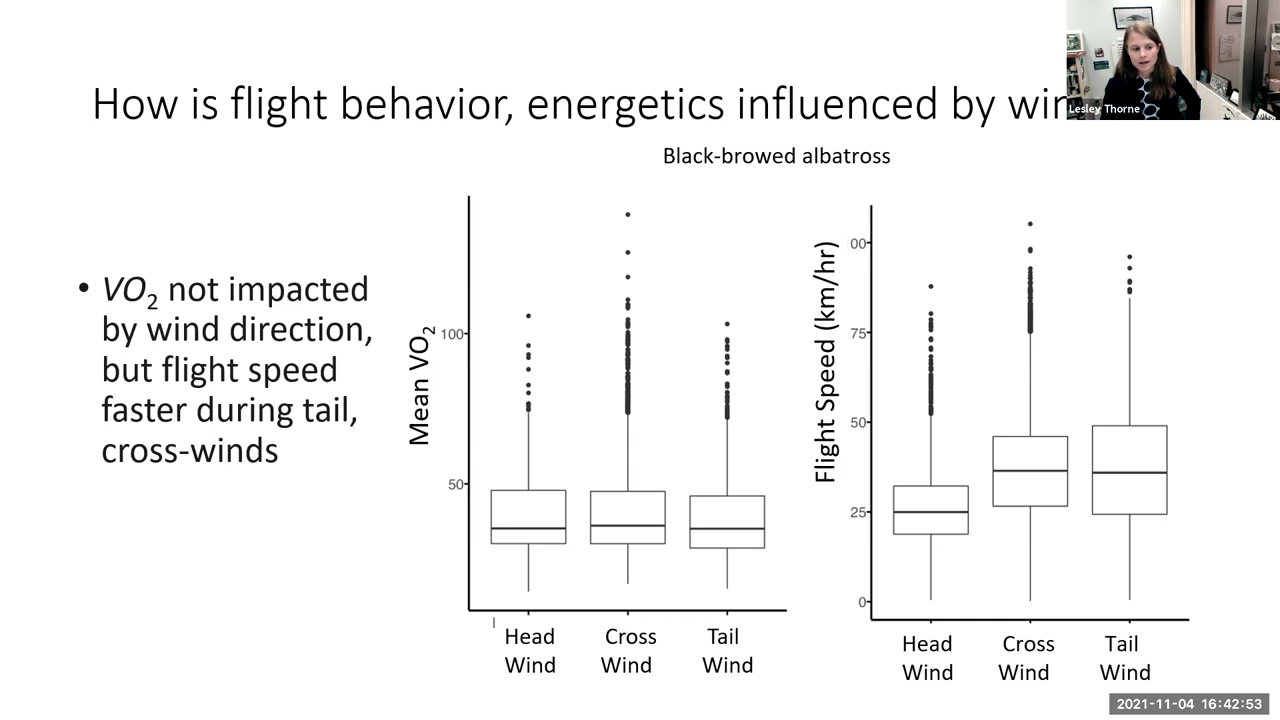 How is flight behavior, energetics influenced by
Lesley Thorne
Black-browed albatross
• VO2 not impacted
by wind direction,
but flight speed
faster during tail,
cross-winds
Mean VO2
100
50
Head Wind
Cross Wind
Tail Wind
Flight Speed (km/hr)
00
75
50
25
0
Head Wind
Cross Wind
Tail Wind
2021-11-04 16:42:53